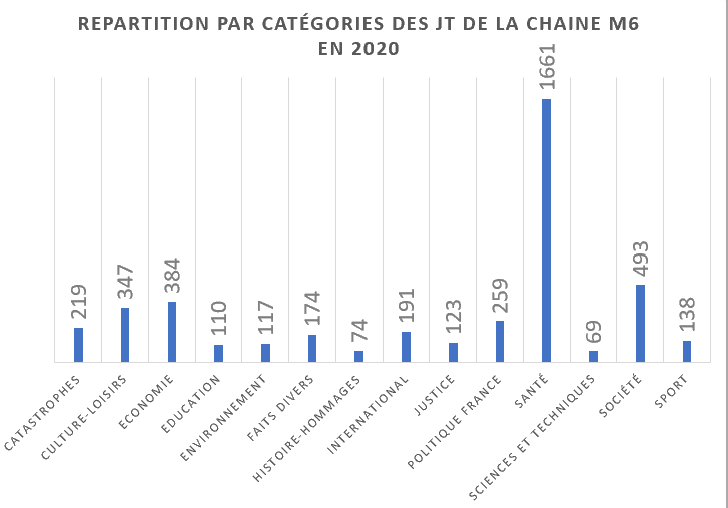 REPARTITION PAR CATÉGORIES DES JT DE LA CHAINE M6
EN 2020
219
347
384
110
117
174
74
191
123
259
1661
69
493
138
CATASTROPHES
CULTURE-LOISIRS
ECONOMIE
EDUCATION
ENVIRONNEMENT
FAITS DIVERS
HISTOIRE-HOMMAGES
INTERNATIONAL
JUSTICE
POLITIQUE FRANCE
SANTÉ
SCIENCES ET TECHNIQUES
SOCIÉTÉ
SPORT